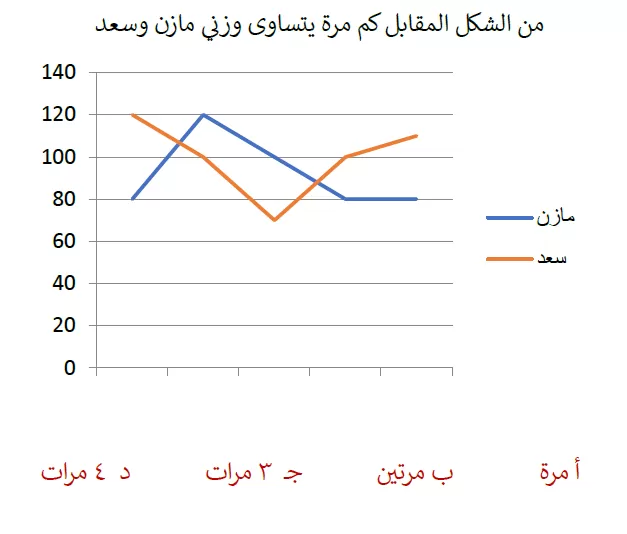 من الشكل المقابل كم مرة يتساوى وزني مازن وسعد
140
120
100
80
60
40
20
0
مازن
سعد
أ مرة ب مرتين جـ ٣ مرات د ٤ مرات